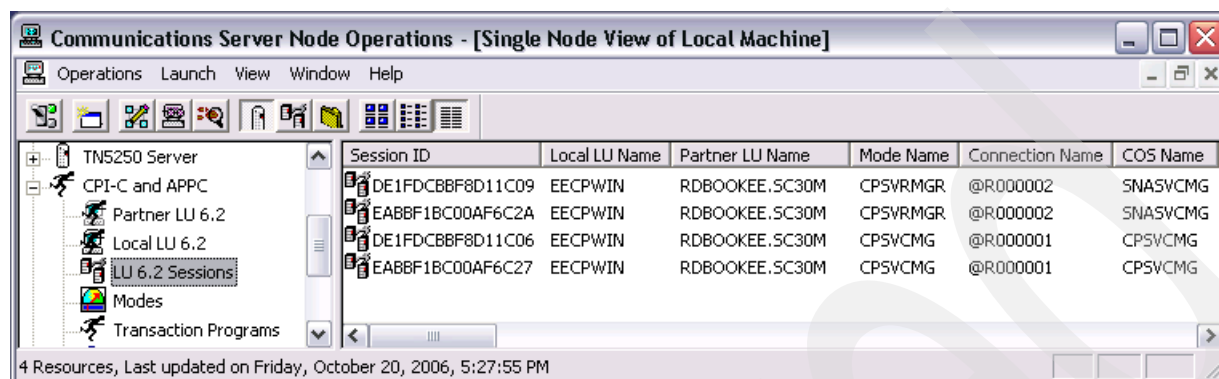 Communications Server Node Operations - [Single Node View of Local Machine]
Operations Launch View Window Help
TN5250 Server
CPI-C and APPC
Partner LU 6.2
Local LU 6.2
LU 6.2 Sessions
Modes
Transaction Programs
Session ID Local LU Name Partner LU Name Mode Name Connection Name COS Name
DE1FDCBBF8D11C09 EECPWIN RDBOOKEE.SC30M CPSVRMGR @R000002 SNASVCMG
EABBF1BC00AF6C2A EECPWIN RDBOOKEE.SC30M CPSVRMGR @R000002 SNASVCMG
DE1FDCBBF8D11C06 EECPWIN RDBOOKEE.SC30M CPSVCMG @R000001 CPSVCMG
EABBF1BC00AF6C27 EECPWIN RDBOOKEE.SC30M CPSVCMG @R000001 CPSVCMG
4 Resources, Last updated on Friday, October 20, 2006, 5:27:55 PM